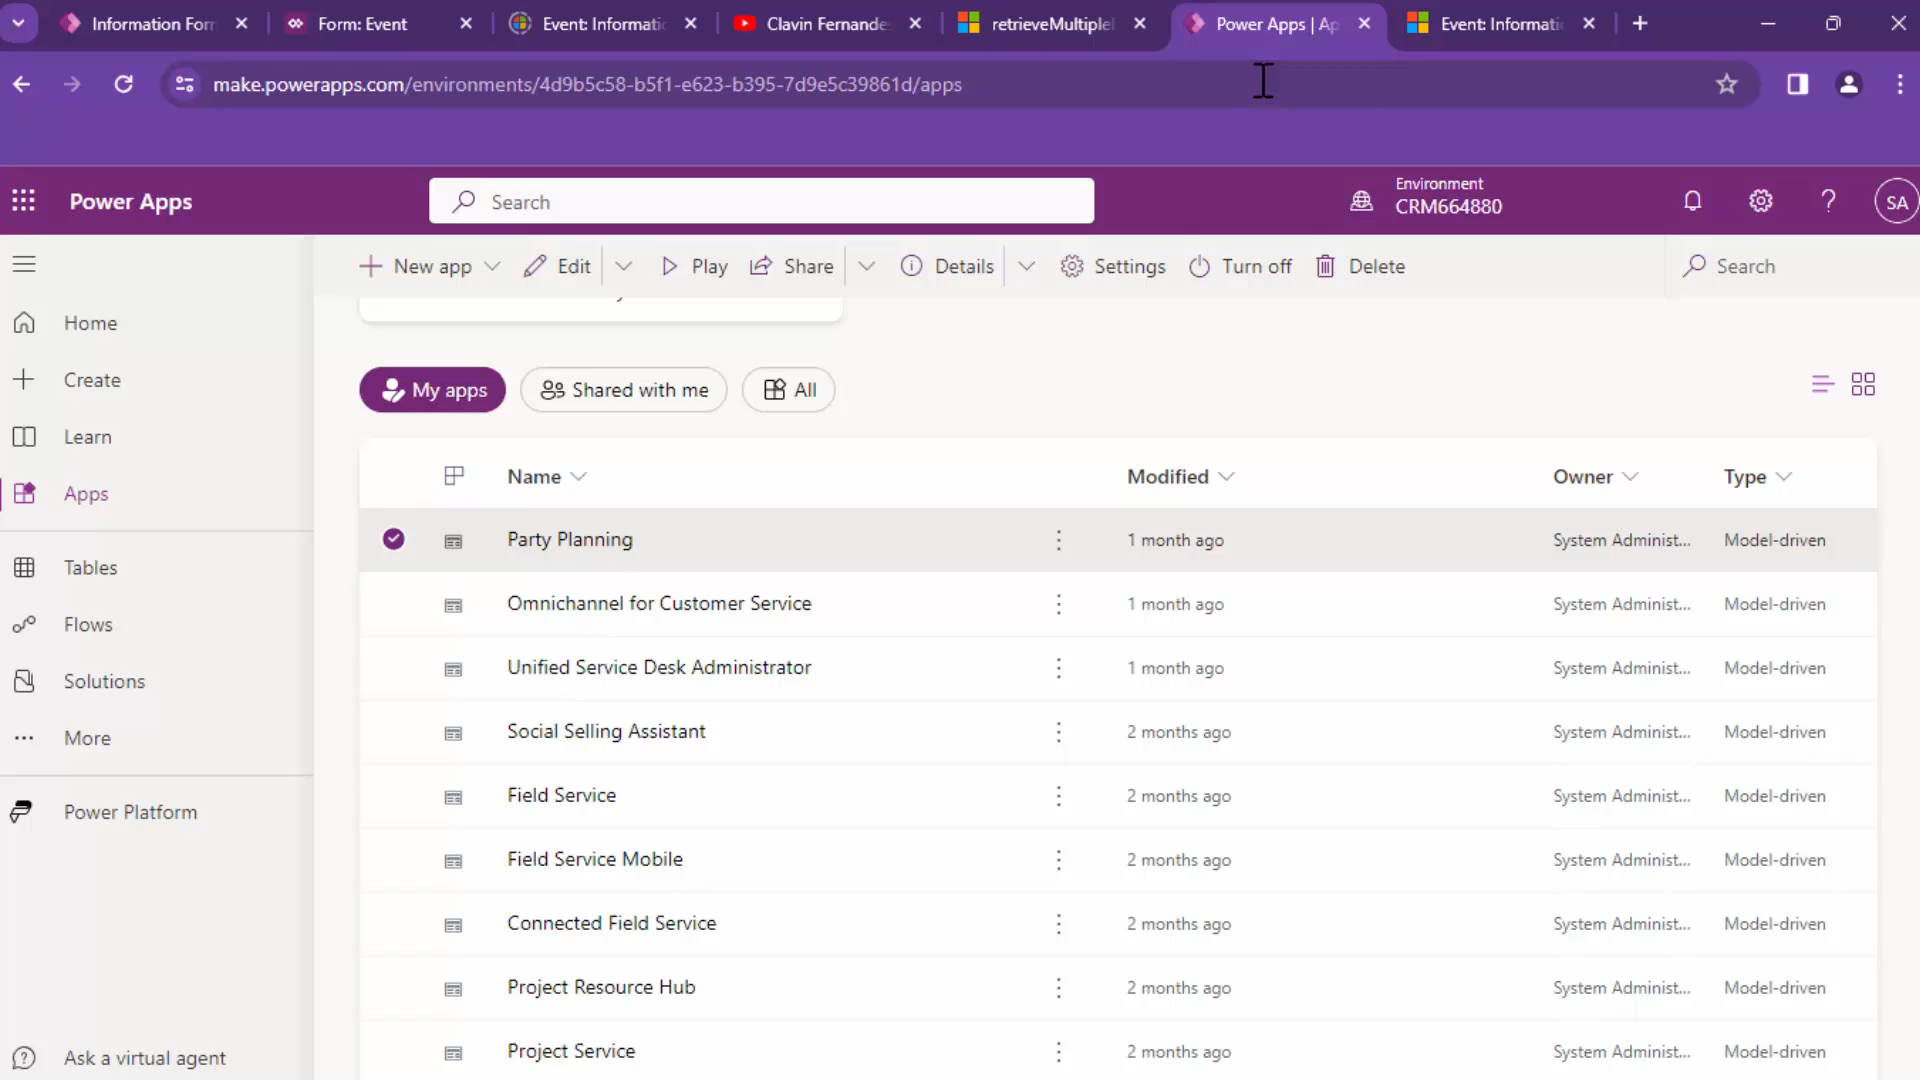 Information Forn
Form: Event
Event: Informatio
Clavin Fernandes
retrieveMultipleI
Power Apps | Ap
Event: Informatio
make.powerapps.com/environments/4d9b5c58-b5f1-e623-b395-7d9e5c39861d/apps
Power Apps
Search
Environment
CRM664880
SA
New app
Edit
Play
Share
Details
Settings
Turn off
Delete
Search
Home
Create
Learn
Apps
Tables
Flows
Solutions
More
Power Platform
Ask a virtual agent
My apps
Shared with me
All
Name Modified Owner Type
Party Planning 1 month ago System Administ... Model-driven
Omnichannel for Customer Service 1 month ago System Administ... Model-driven
Unified Service Desk Administrator 1 month ago System Administ... Model-driven
Social Selling Assistant 2 months ago System Administ... Model-driven
Field Service 2 months ago System Administ... Model-driven
Field Service Mobile 2 months ago System Administ... Model-driven
Connected Field Service 2 months ago System Administ... Model-driven
Project Resource Hub 2 months ago System Administ... Model-driven
Project Service 2 months ago System Administ... Model-driven